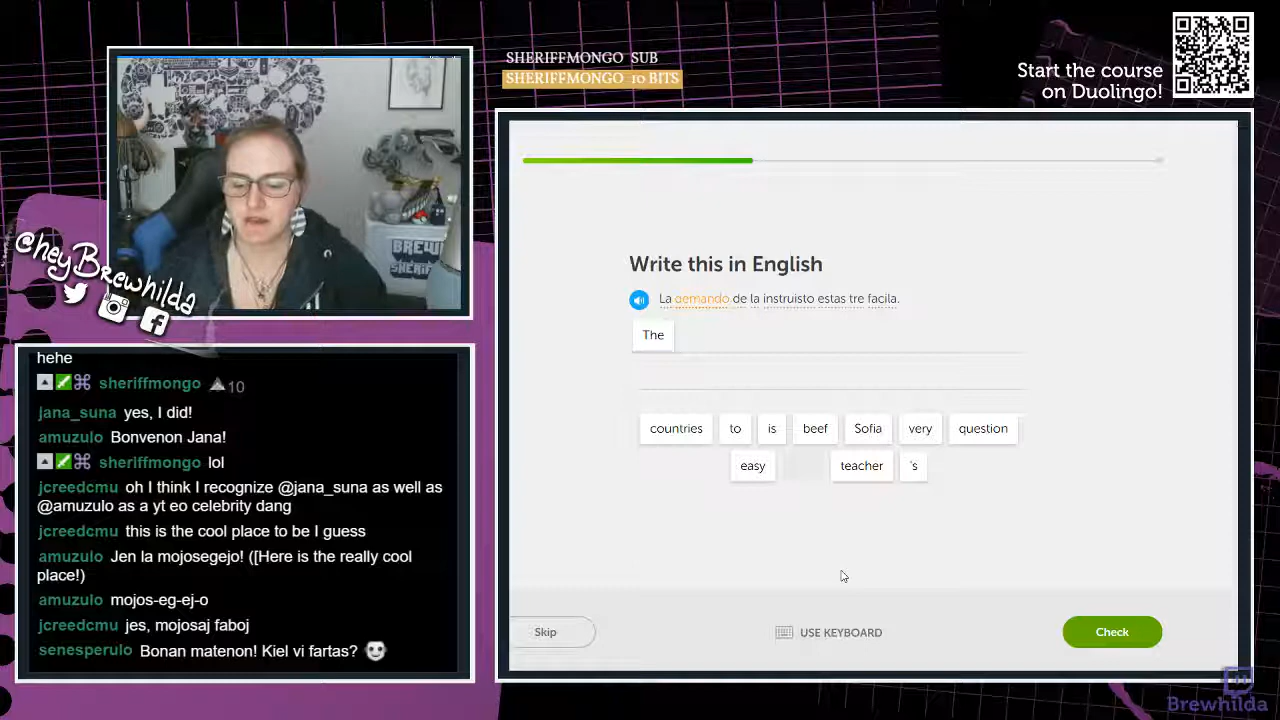 SHERIFFMONGO SUB
SHERIFFMONGO 10 BITS
Start the course
on Duolingo!
@heyBrewhilda
BREW
SHERIF
Write this in English
La demando de la instruisto estas tre facila.
The
countries to is beef Sofia very question
easy teacher 's
Skip
USE KEYBOARD
Check
hehe
sheriffmongo 10
jana_suna yes, I did!
amuzulo Bonvenon Jana!
sheriffmongo lol
jcreedcmu oh I think I recognize @jana_suna as well as
@amuzulo as a yt eo celebrity dang
jcreedcmu this is the cool place to be I guess
amuzulo Jen la mojosegejo! ([Here is the really cool
place!)
amuzulo mojos-eg-ej-o
jcreedcmu jes, mojosaj faboj
senesperulo Bonan matenon! Kiel vi fartas?
Brewhilda